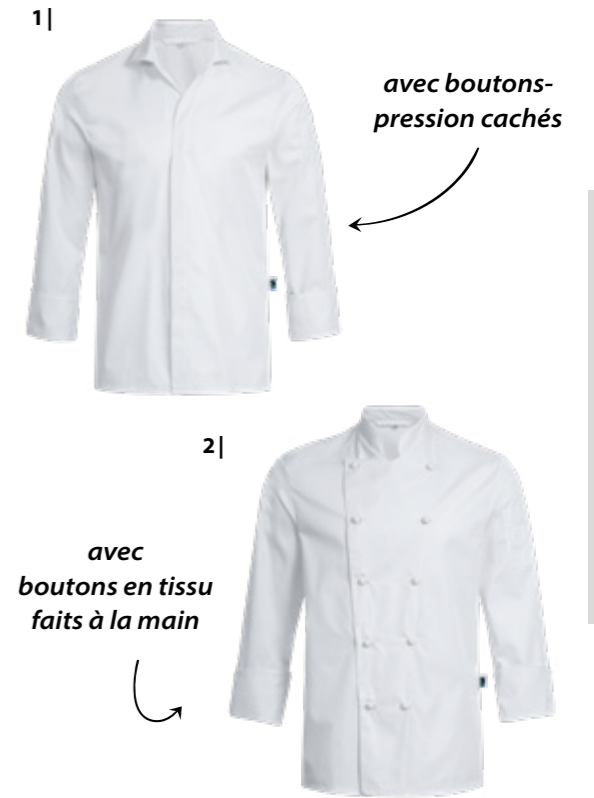 1|
avec boutons-
pression cachés
2|
avec
boutons en tissu
faits à la main